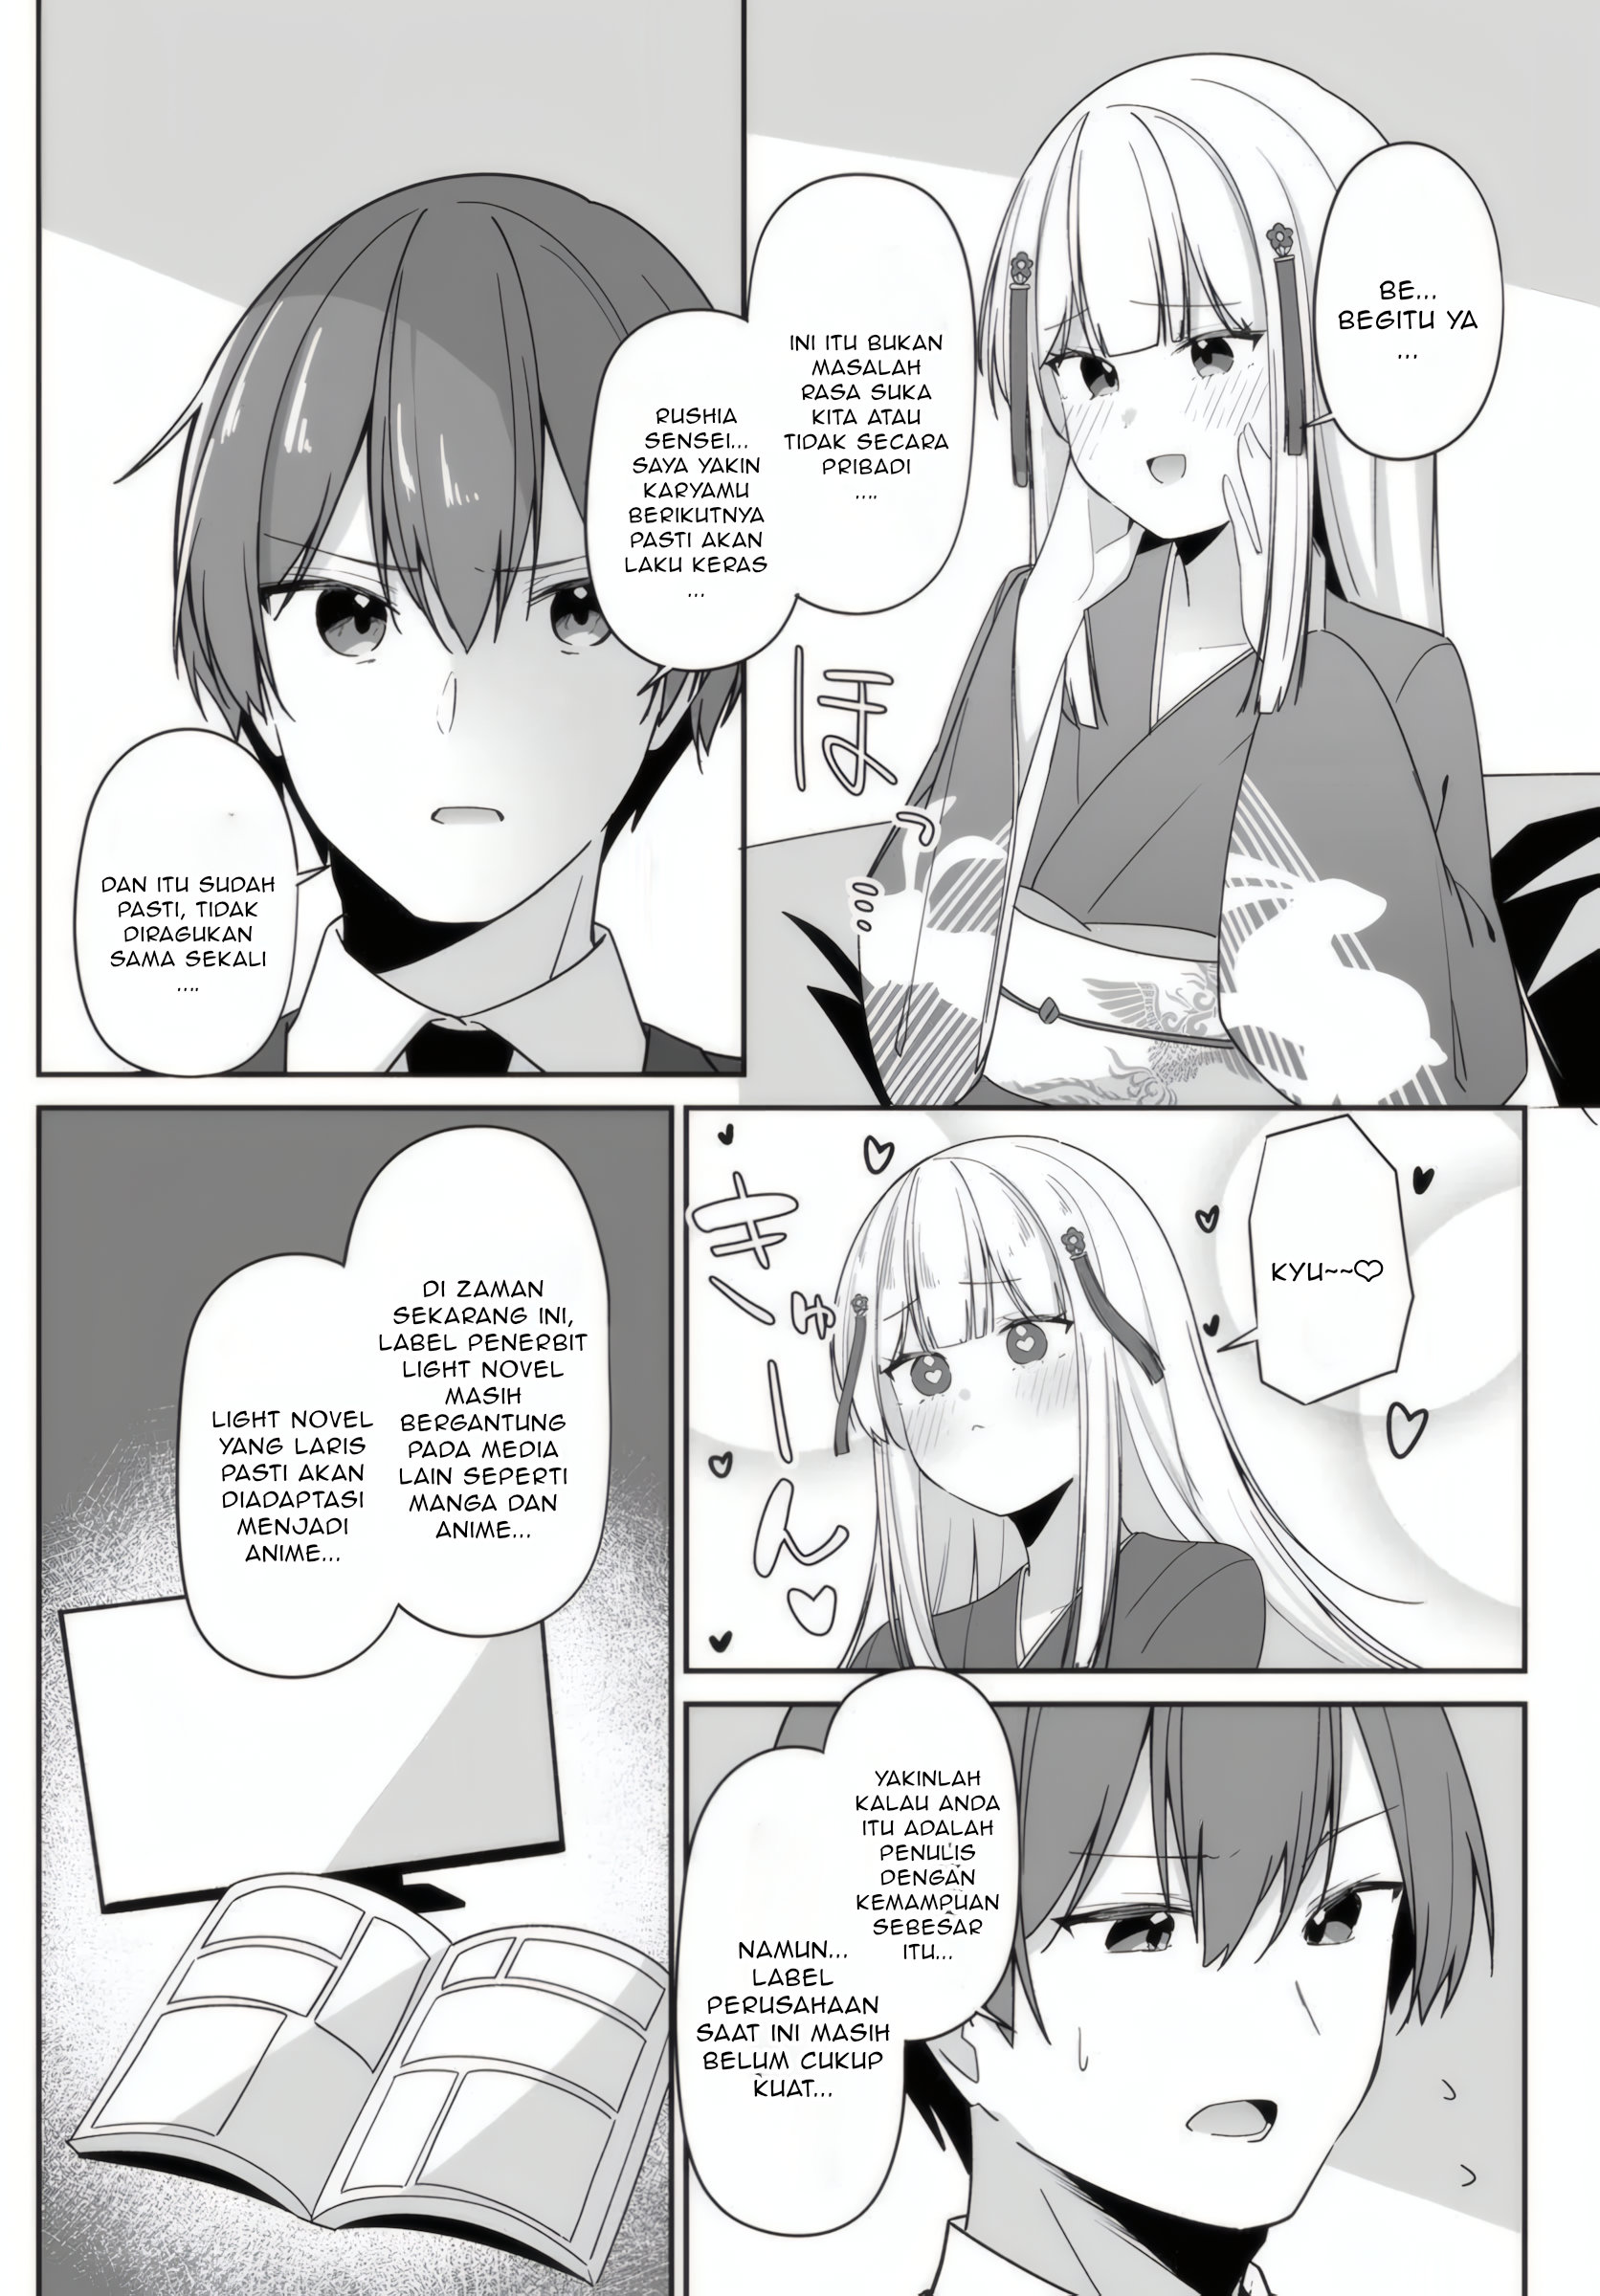 BE...
BEGITU YA
...
INI ITU BUKAN
MASALAH
RASA SUKA
KITA ATAU
TIDAK SECARA
PRIBADI
....
RUSHIA
SENSEI...
SAYA YAKIN
KARYAMU
BERIKUTNYA
PASTI AKAN
LAKU KERAS
...
ほっ
DAN ITU SUDAH
PASTI, TIDAK
DIRAGUKAN
SAMA SEKALI
....
KYU~~♡
きゅーん♡
YAKINLAH
KALAU ANDA
ITU ADALAH
PENULIS
DENGAN
KEMAMPUAN
SEBESAR
ITU...
NAMUN...
LABEL
PERUSAHAAN
SAAT INI MASIH
BELUM CUKUP
KUAT...
DI ZAMAN
SEKARANG INI,
LABEL PENERBIT
LIGHT NOVEL
MASIH
BERGANTUNG
PADA MEDIA
LAIN SEPERTI
MANGA DAN
ANIME...
LIGHT NOVEL
YANG LARIS
PASTI AKAN
DIADAPTASI
MENJADI
ANIME...